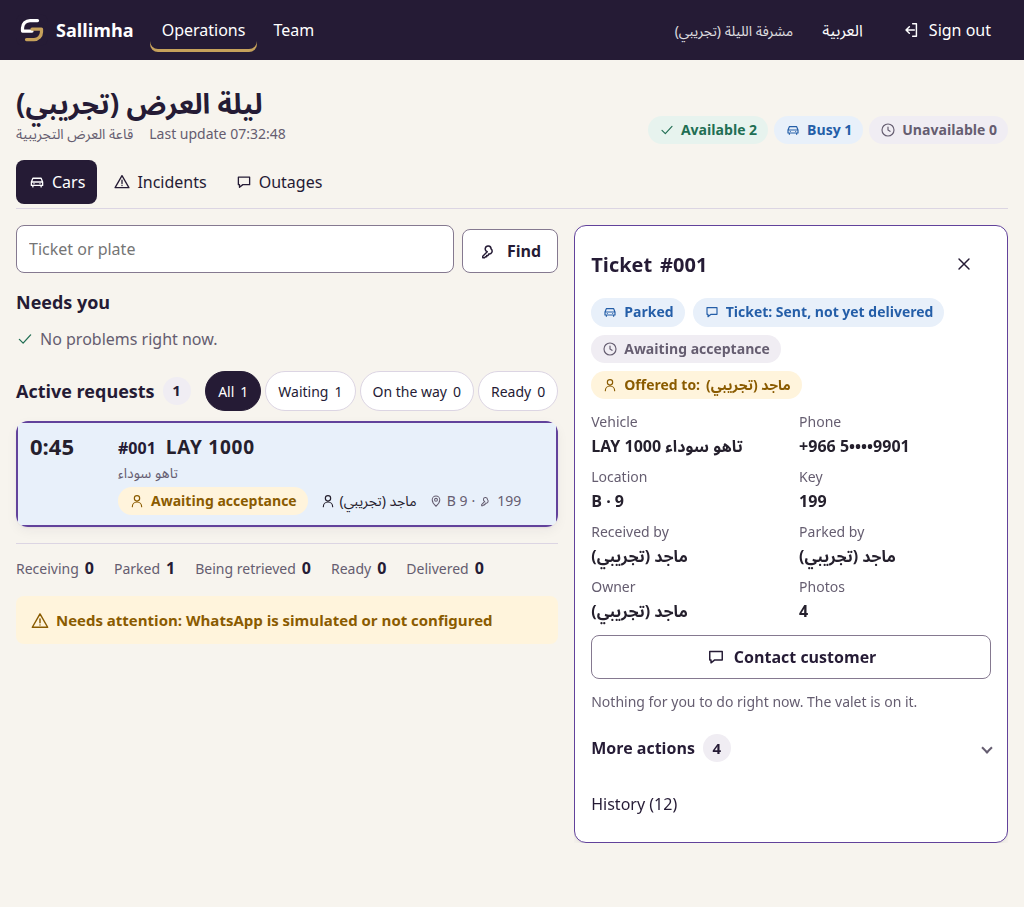 Sallimha Operations Team مشرفة الليلة (تجريبي) العربية Sign out
ليلة العرض (تجريبي)
قاعة العرض التجريبية Last update 07:32:48
Available 2 Busy 1 Unavailable 0
Cars Incidents Outages
Ticket or plate Find
Needs you
No problems right now.
Active requests 1 All 1 Waiting 1 On the way 0 Ready 0
0:45 #001 LAY 1000
تاهو سوداء
Awaiting acceptance ماجد (تجريبي) B 9 · 199
Receiving 0 Parked 1 Being retrieved 0 Ready 0 Delivered 0
Needs attention: WhatsApp is simulated or not configured
Ticket #001
Parked Ticket: Sent, not yet delivered
Awaiting acceptance
Offered to: ماجد (تجريبي)
Vehicle Phone
LAY 1000 تاهو سوداء +966 5••••9901
Location Key
B · 9 199
Received by Parked by
ماجد (تجريبي) ماجد (تجريبي)
Owner Photos
ماجد (تجريبي) 4
Contact customer
Nothing for you to do right now. The valet is on it.
More actions 4
History (12)